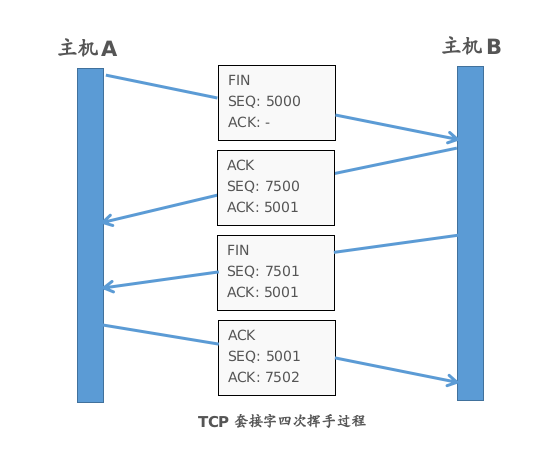 主机A
主机B
FIN
SEQ: 5000
ACK: -
ACK
SEQ: 7500
ACK: 5001
FIN
SEQ: 7501
ACK: 5001
ACK
SEQ: 5001
ACK: 7502
TCP 套接字四次挥手过程